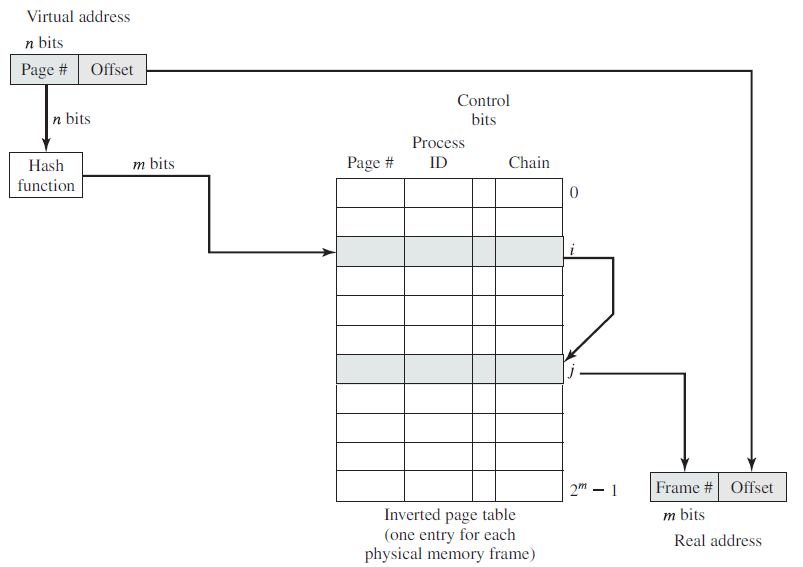 Virtual address
n bits
Page # Offset
n bits
Hash
function
m bits
Control
bits
Process
Page # ID Chain
0
i
j
2^m − 1
Inverted page table
(one entry for each
physical memory frame)
Frame # Offset
m bits
Real address